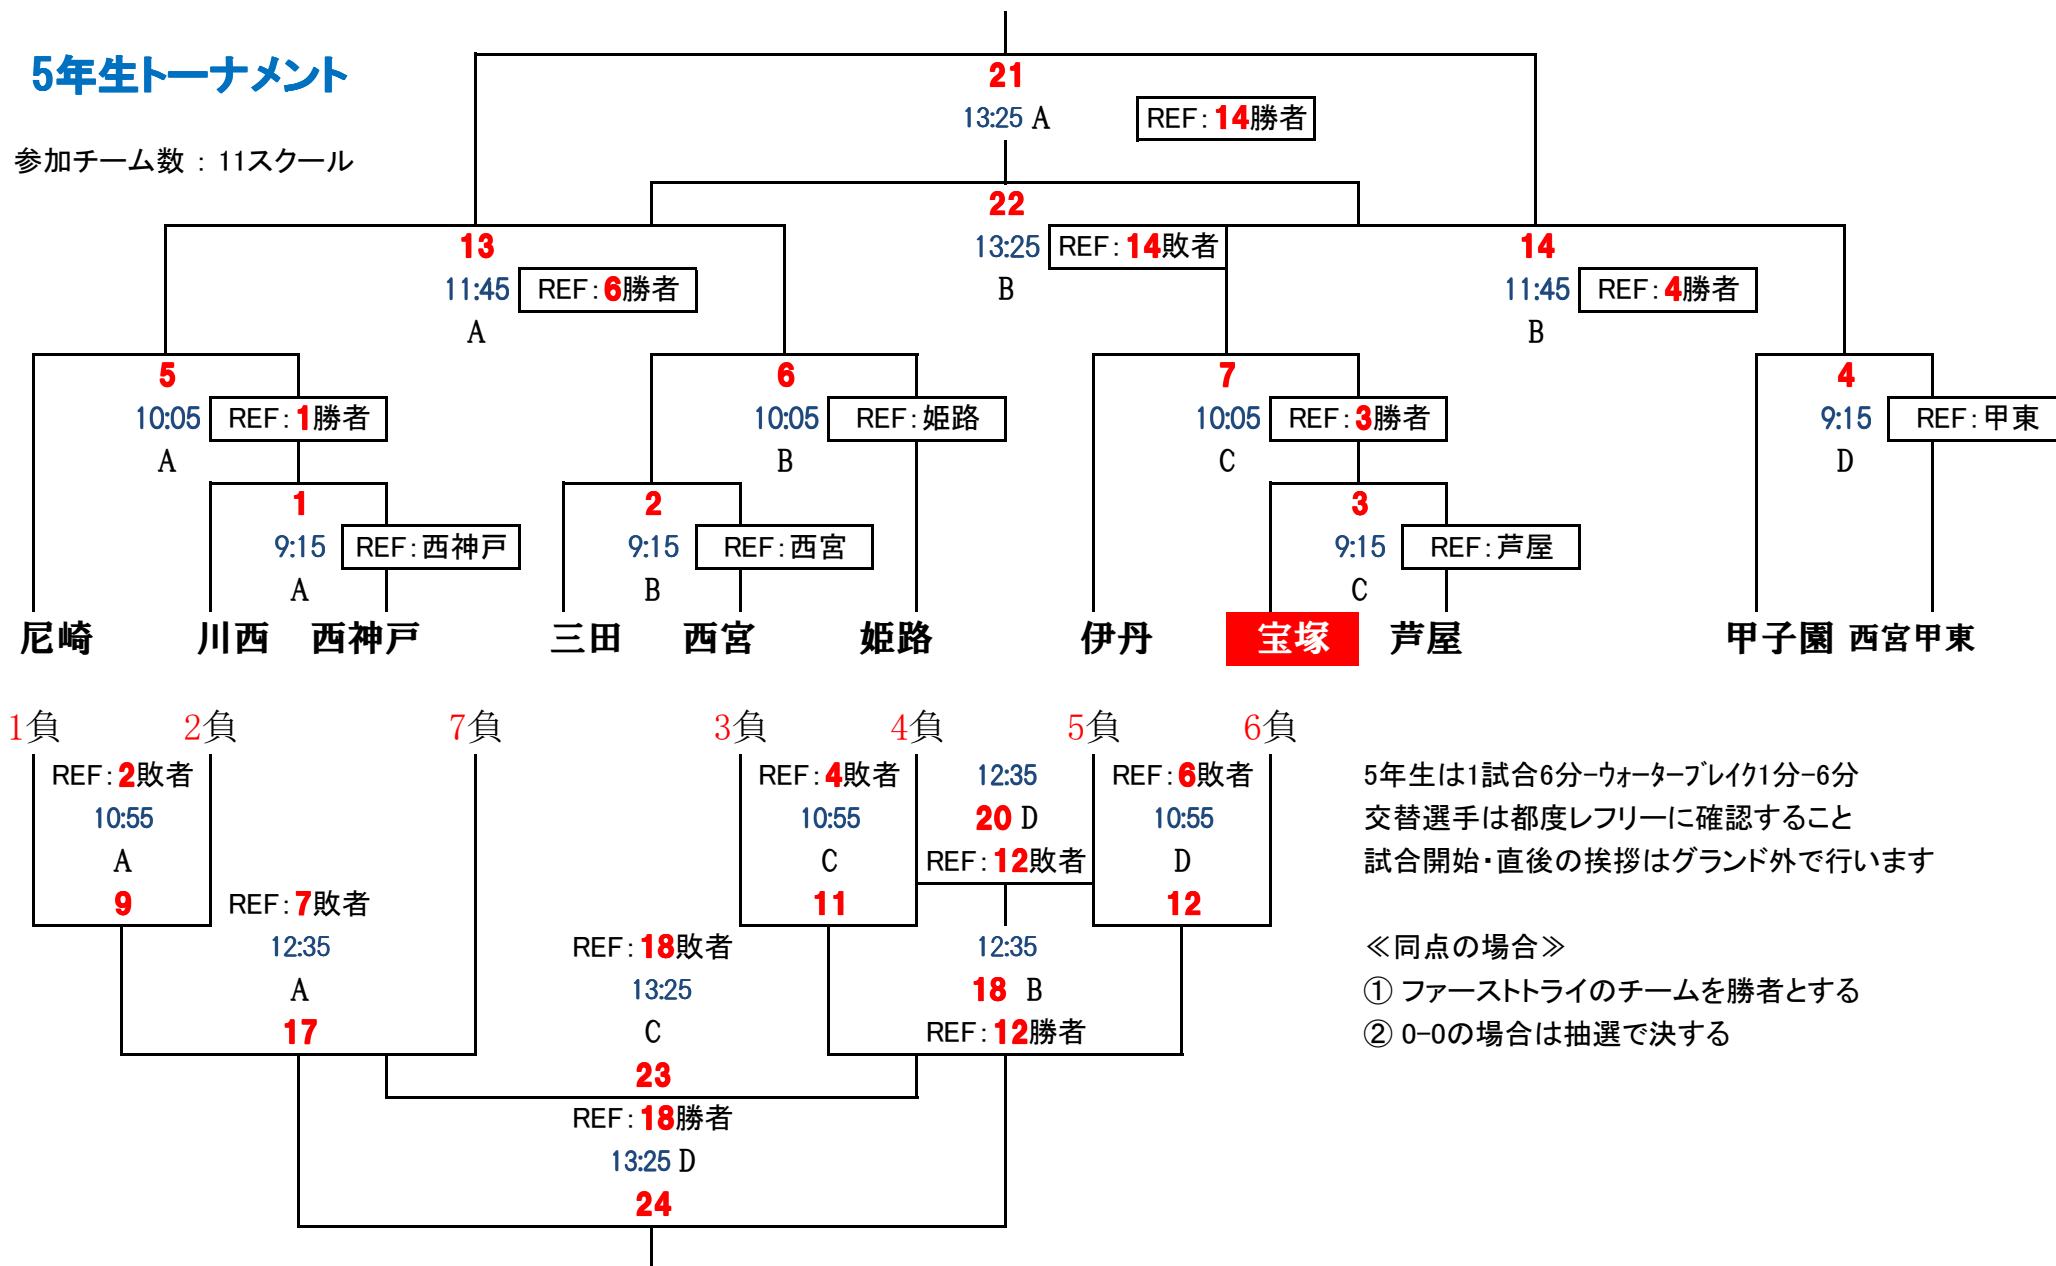 21
5年生トーナメント
13:25 A
REF:14勝者
参加チーム数 : 11スクール
22
13
13:25
REF:14敗者
14
11:45
REF:6勝者
B
11:45
REF:4勝者
A
B
5
6
7
4
10:05
REF:1勝者
10:05
REF:姫路
10:05
REF:3勝者
9:15
REF:甲東
A
B
C
D
1
2
3
9:15
REF:西神戸
9:15
REF:西宮
9:15
REF:芦屋
A
B
C
尼崎
川西
西神戸
三田
西宮
姫路
伊丹
宝塚
芦屋
甲子園
西宮甲東
1負
2負
7負
3負
4負
5負
6負
REF:2敗者
REF:4敗者
12:35
REF:6敗者
5年生は1試合6分-ウォーターブレイク1分-6分
10:55
10:55
20 D
10:55
交替選手は都度レフリーに確認すること
A
C
REF:12敗者
D
試合開始・直後の挨拶はグランド外で行います
9
REF:7敗者
11
12
12:35
REF:18敗者
12:35
≪同点の場合≫
A
13:25
18 B
① ファーストトライのチームを勝者とする
17
C
REF:12勝者
② 0-0の場合は抽選で決する
23
REF:18勝者
13:25 D
24